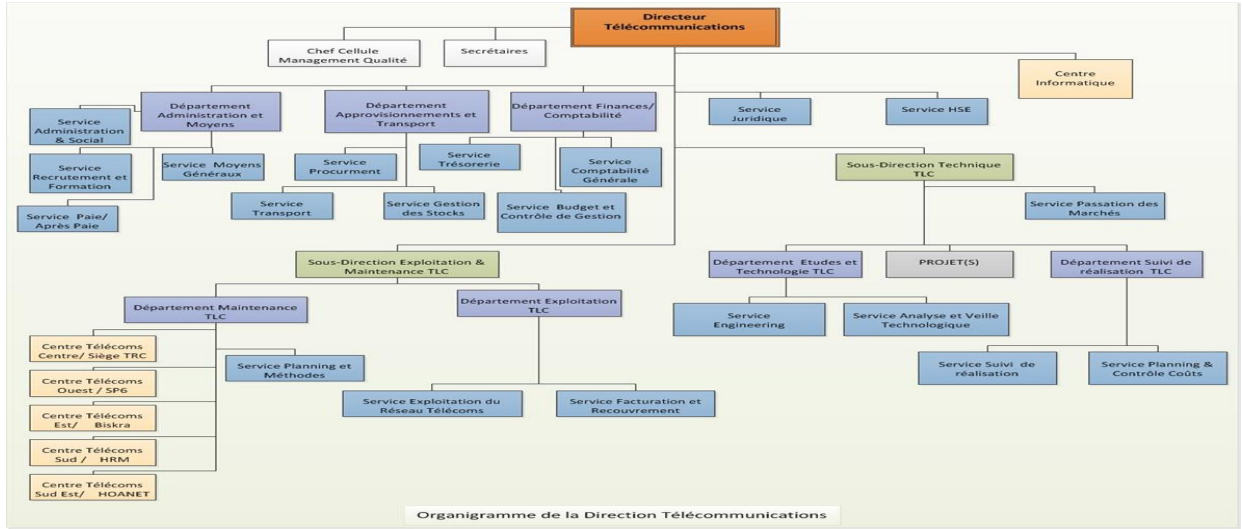 Directeur
Télécommunications
Chef Cellule
Management Qualité
Secrétaires
Centre
Informatique
Département
Administration et
Moyens
Département
Approvisionnements et
Transport
Département Finances/
Comptabilité
Service
Juridique
Service HSE
Service
Administration
& Social
Service
Recrutement et
Formation
Service Moyens
Généraux
Service Paie/
Après Paie
Service
Procurment
Service
Transport
Service Gestion
des Stocks
Service
Trésorerie
Service
Comptabilité
Générale
Service Budget et
Contrôle de Gestion
Sous-Direction Technique
TLC
Service Passation des
Marchés
Sous-Direction Exploitation &
Maintenance TLC
Département Etudes et
Technologie TLC
PROJET(S)
Département Suivi de
réalisation TLC
Département Maintenance
TLC
Département Exploitation
TLC
Service
Engineering
Service Analyse et Veille
Technologique
Centre Télécoms
Centre/ Siège TRC
Service Planning et
Méthodes
Service Suivi de
réalisation
Service Planning &
Contrôle Coûts
Centre Télécoms
Ouest / SP6
Service Exploitation du
Réseau Télécoms
Service Facturation et
Recouvrement
Centre Télécoms
Est/ Biskra
Centre Télécoms
Sud / HRM
Centre Télécoms
Sud Est/ HOANET
Organigramme de la Direction Télécommunications